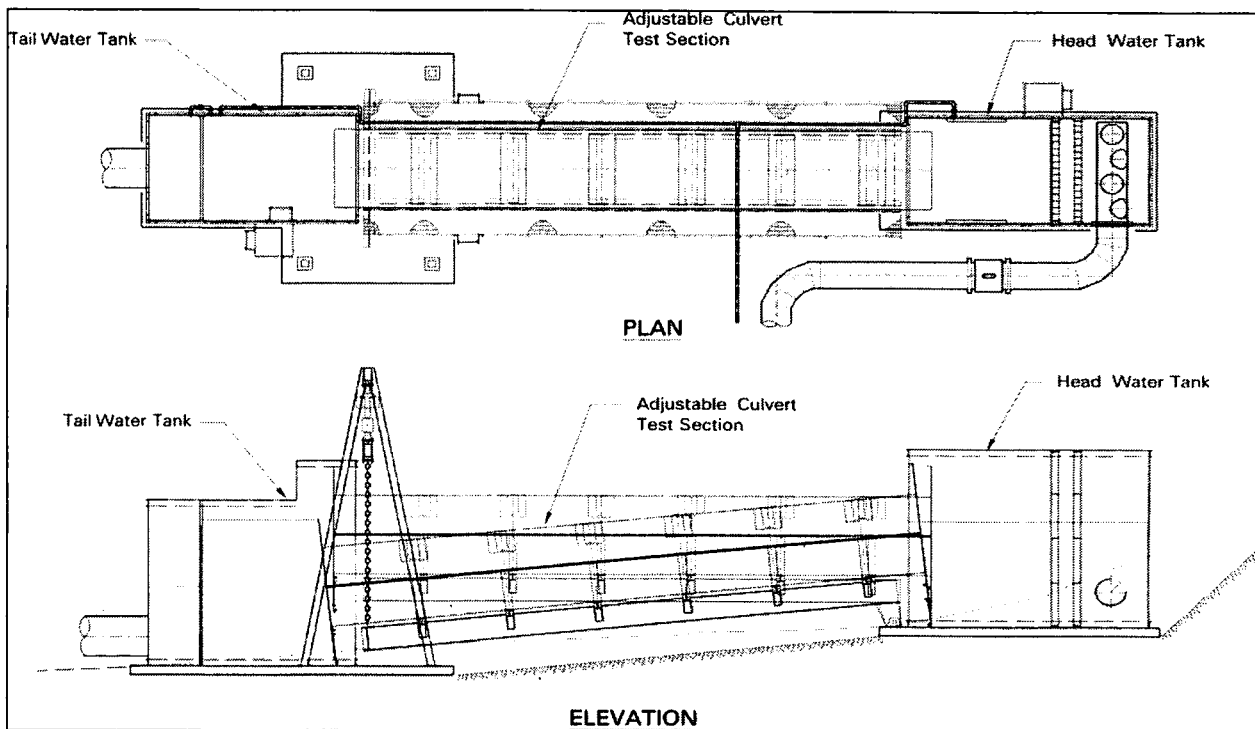 Adjustable Culvert
Test Section
Tail Water Tank
Head Water Tank
PLAN
Head Water Tank
Adjustable Culvert
Test Section
Tail Water Tank
ELEVATION